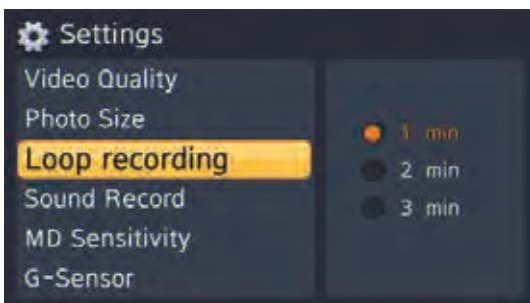 Settings
Video Quality
Photo Size
Loop recording
Sound Record
MD Sensitivity
G-Sensor
1 min
2 min
3 min